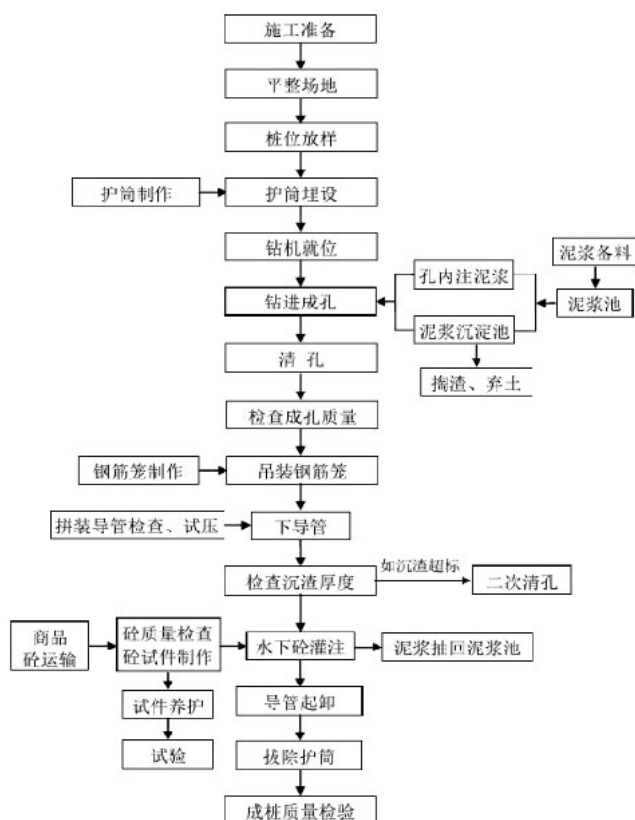 施工准备
平整场地
桩位放样
护筒制作
护筒埋设
钻机就位
泥浆备料
孔内注泥浆
钻进成孔
泥浆池
泥浆沉淀池
清 孔
掏渣、弃土
检查成孔质量
钢筋笼制作
吊装钢筋笼
拼装导管检查、试压
下导管
如沉渣超标
检查沉渣厚度
二次清孔
商品
砼运输
砼质量检查
砼试件制作
水下砼灌注
泥浆抽回泥浆池
试件养护
导管起卸
试验
拔除护筒
成桩质量检验